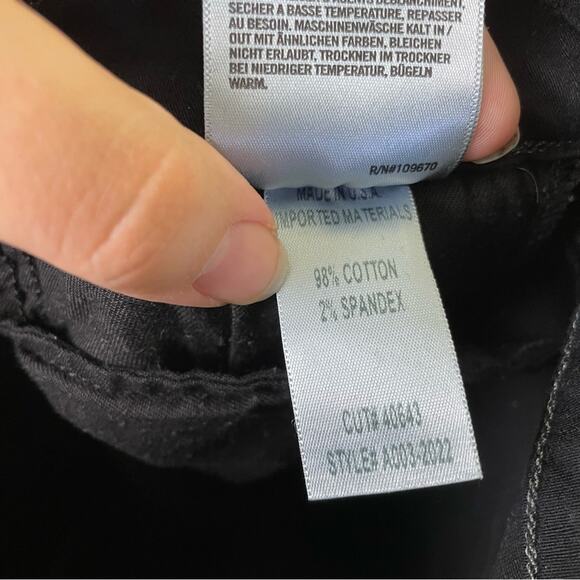 SECHER A BASSE TEMPERATURE, REPASSER
AU BESOIN. MASCHINENWÄSCHE KALT IN /
OUT MIT ÄHNLICHEN FARBEN, BLEICHEN
NICHT ERLAUBT, TROCKNEN IM TROCKNER
BEI NIEDRIGER TEMPERATUR, BÜGELN
WARM.
R/N#109670
MADE IN U.S.A.
IMPORTED MATERIALS
98% COTTON
2% SPANDEX
CUT# 40643
STYLE# A003-2022